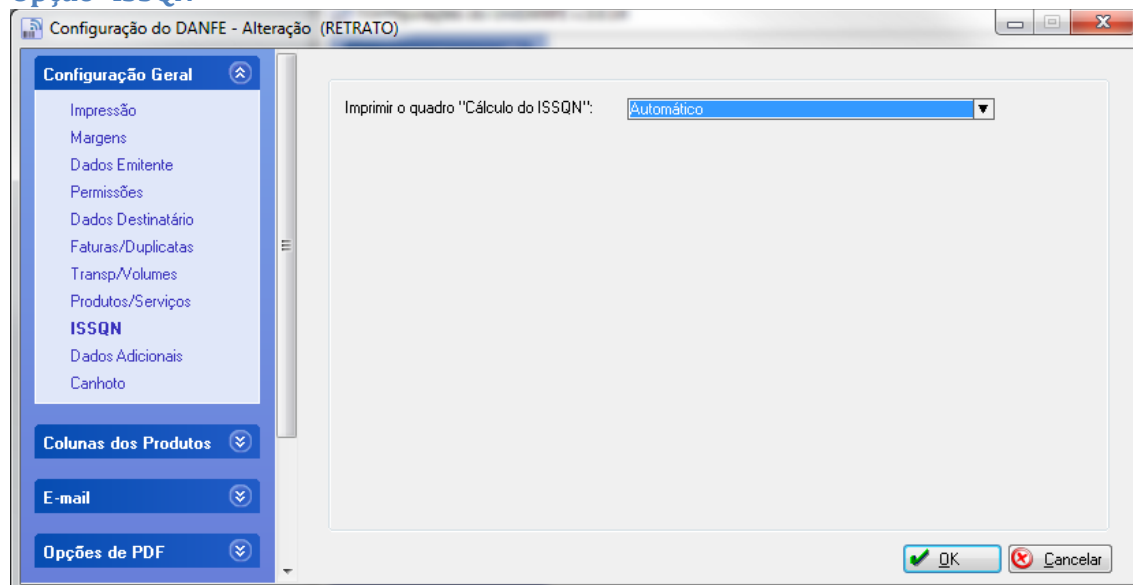 Configuração do DANFE - Alteração (RETRATO)
Configuração Geral
Impressão
Margens
Dados Emitente
Permissões
Dados Destinatário
Faturas/Duplicatas
Transp/Volumes
Produtos/Serviços
ISSQN
Dados Adicionais
Canhoto
Colunas dos Produtos
E-mail
Opções de PDF
Imprimir o quadro "Cálculo do ISSQN":
Automático
OK
Cancelar